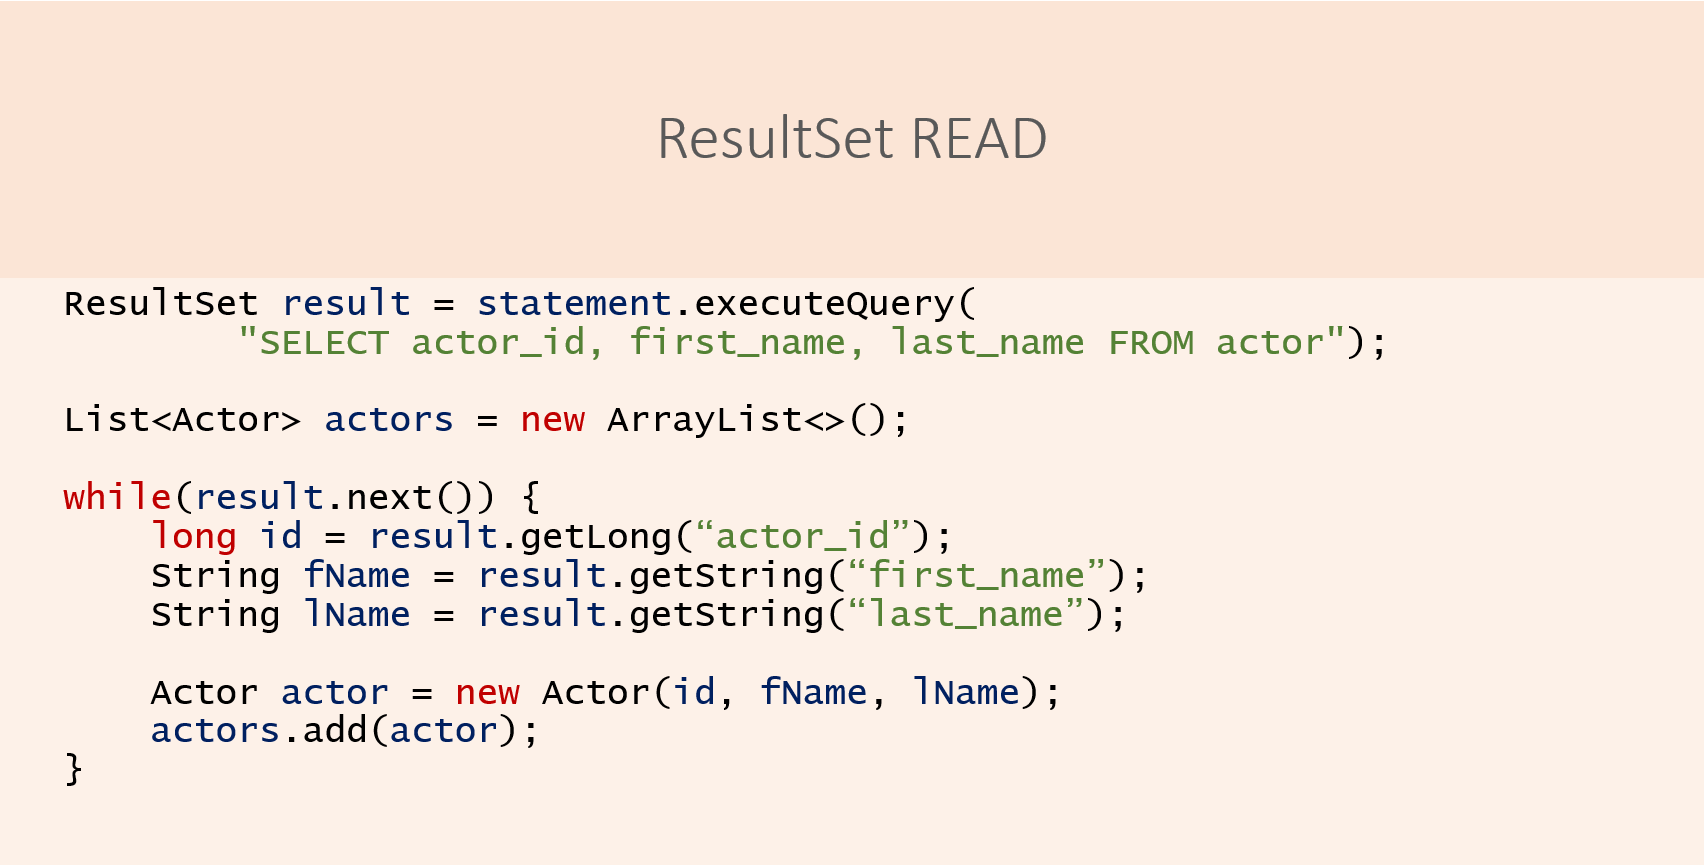 ResultSet READ
ResultSet result = statement.executeQuery(
        "SELECT actor_id, first_name, last_name FROM actor");
List<Actor> actors = new ArrayList<>();
while(result.next()) {
    long id = result.getLong(“actor_id”);
    String fName = result.getString(“first_name”);
    String lName = result.getString(“last_name”);
    Actor actor = new Actor(id, fName, lName);
    actors.add(actor);
}